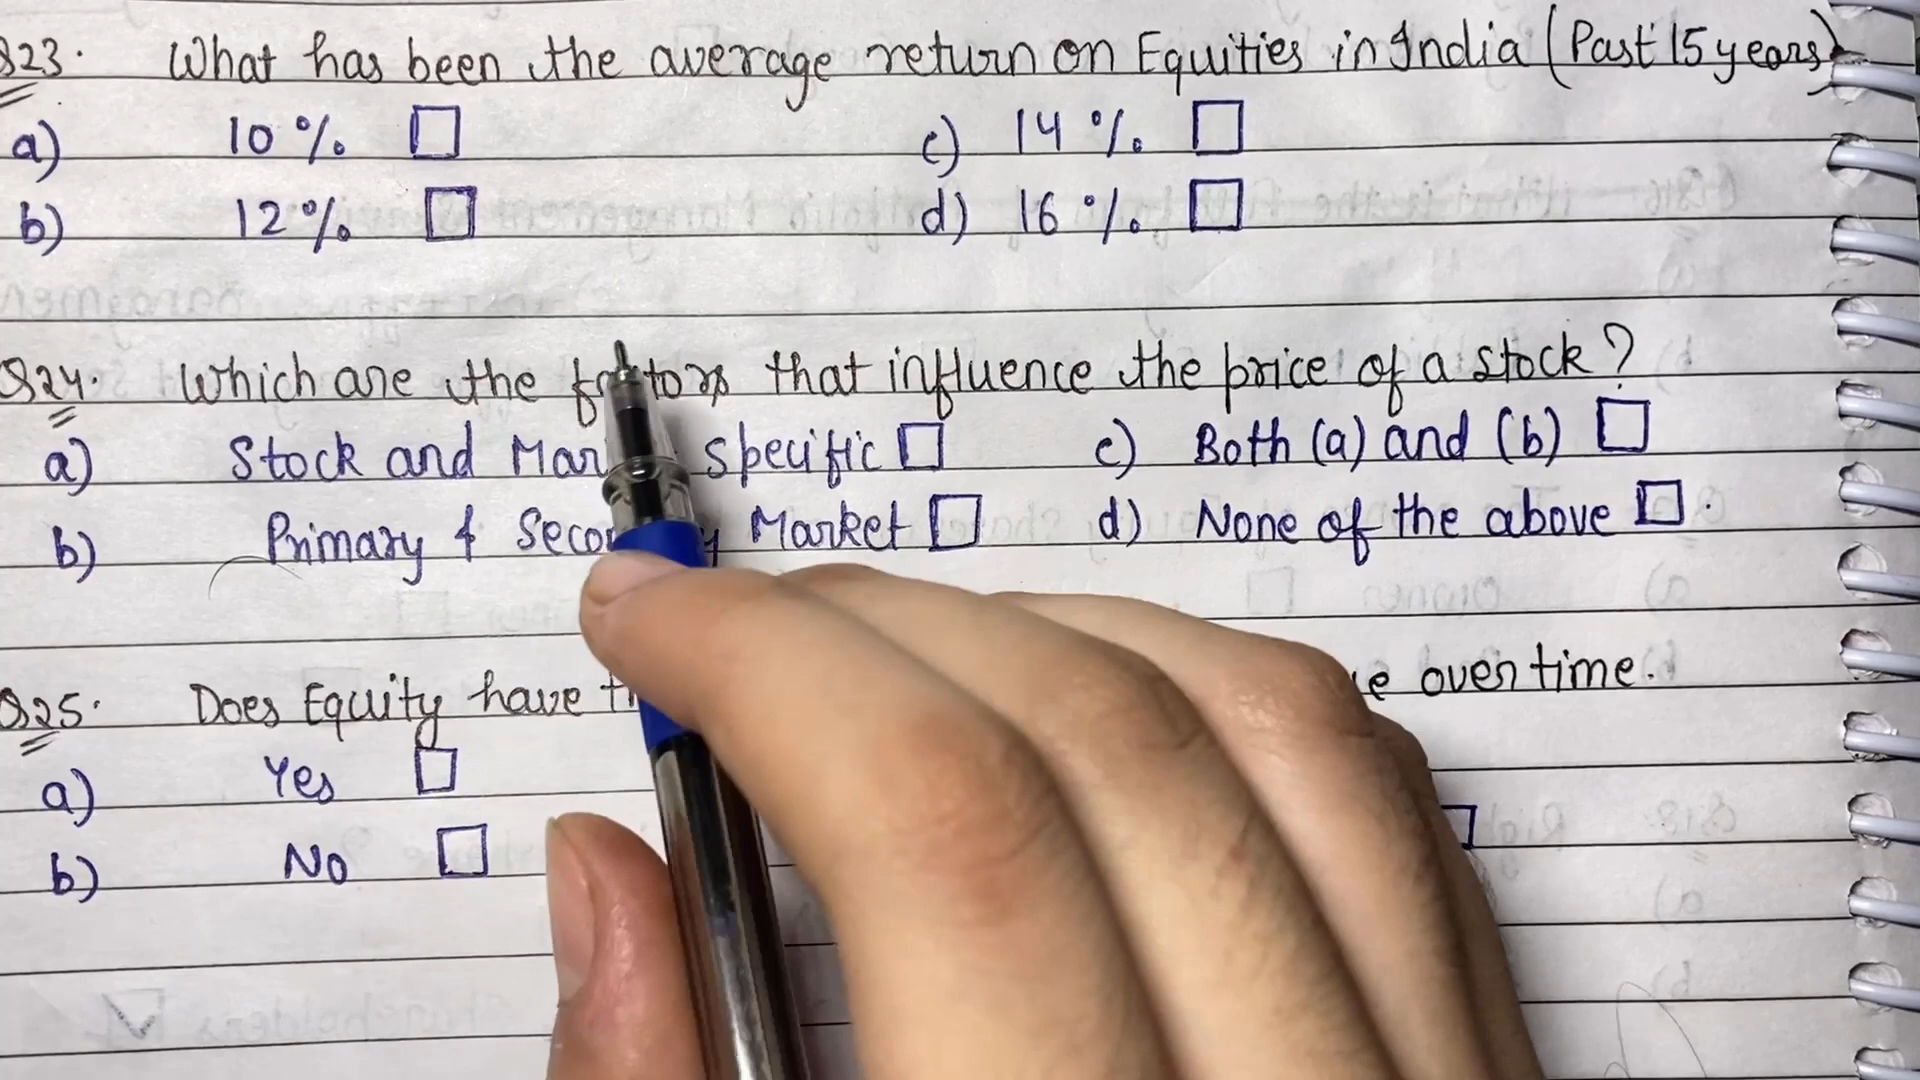 Q23. What has been the average return on Equities in India (Past 15 years)
a) 10 % c) 14 %
b) 12 % d) 16 %
Q24. Which are the factors that influence the price of a stock?
a) Stock and specific c) Both (a) and (b)
b) Primary & Market d) None of the above.
Q25. Does Equity have over time.
a) Yes
b) No